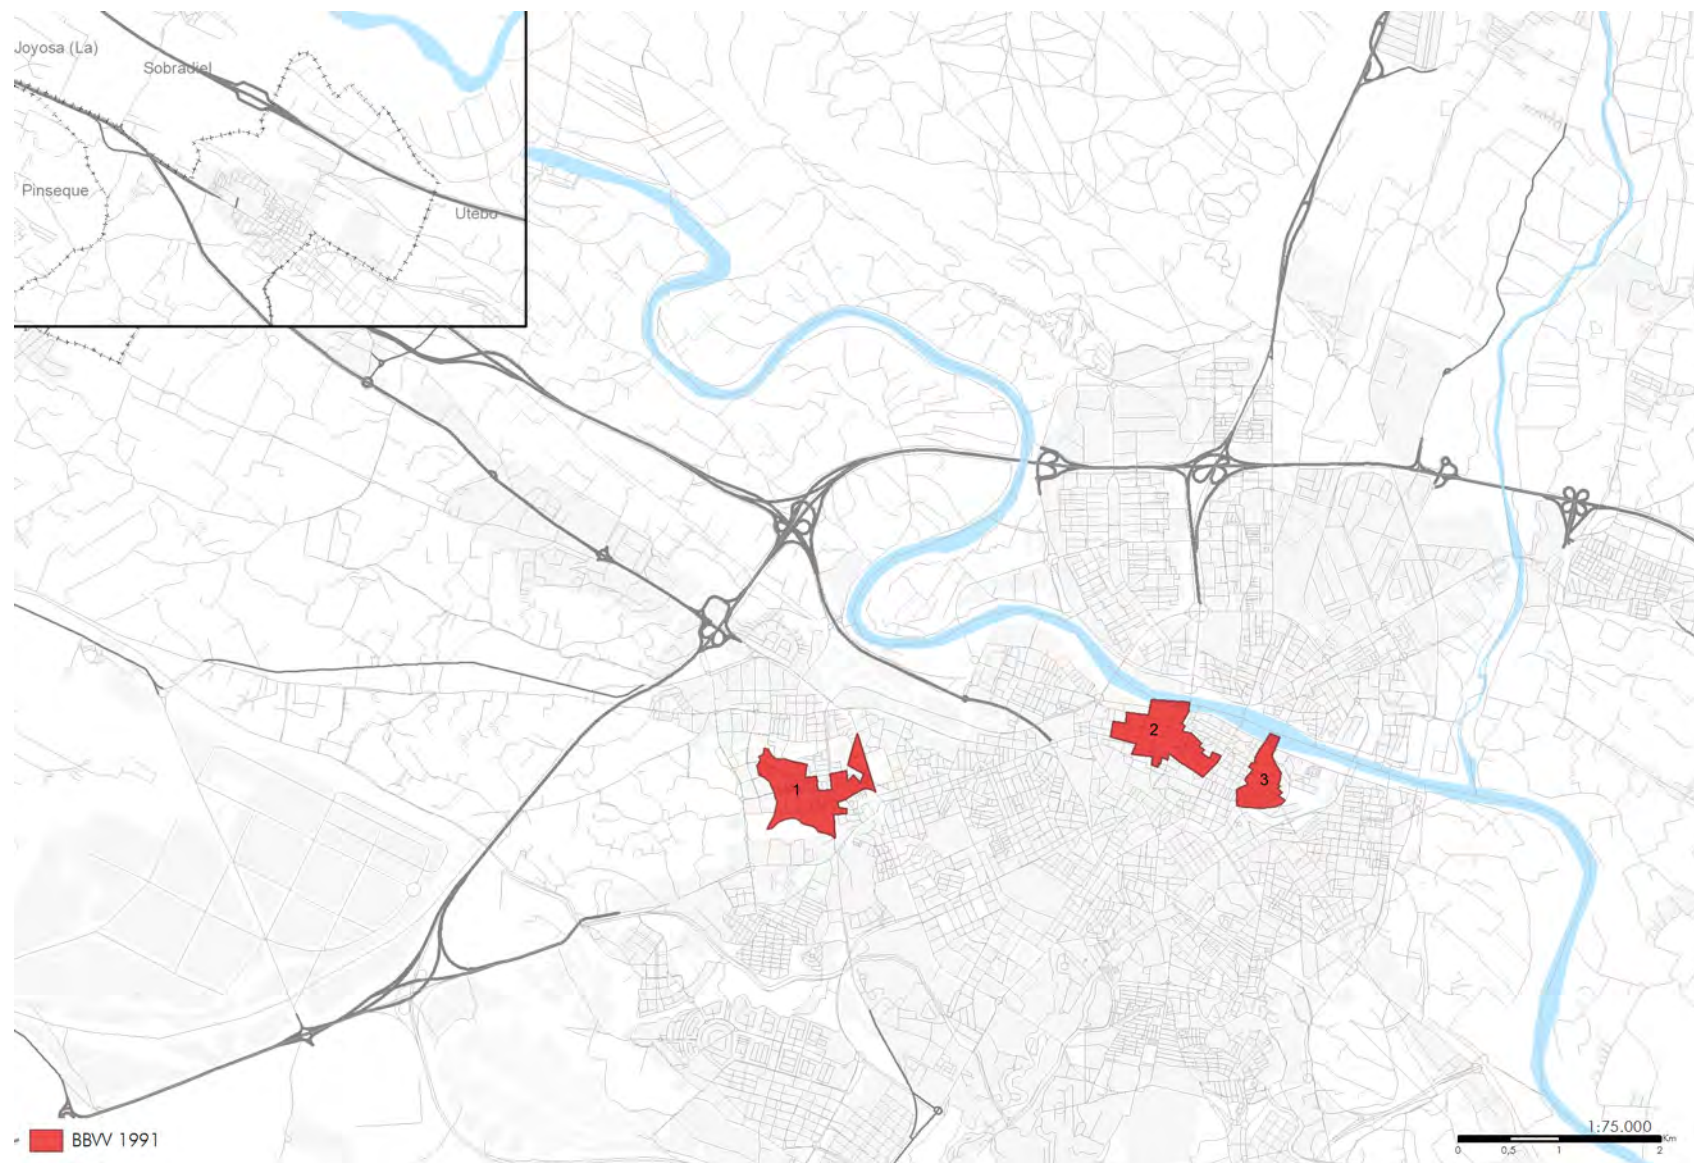 Joyosa (La)
Sobradiel
Pinseque
Utebo
1
2
3
BBVV 1991
1:75.000
0 0,5 1 2 Km